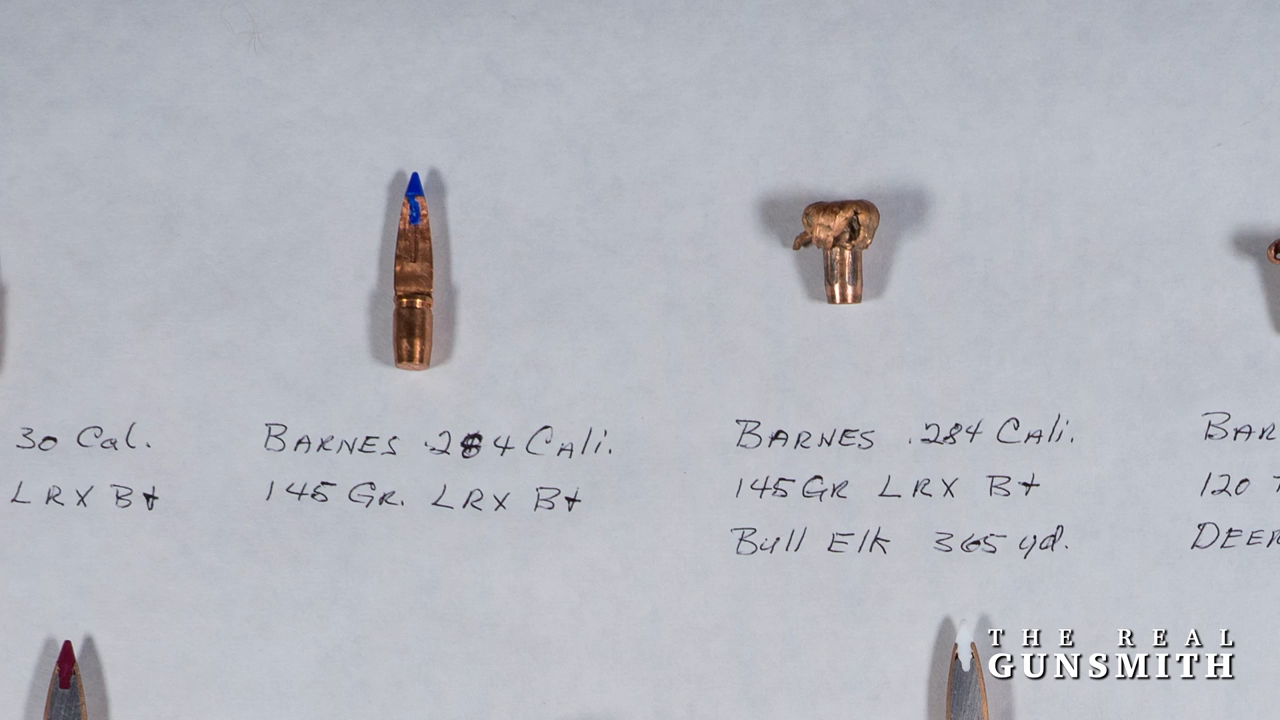 30 Cal.
LRX Bt
BARNES .284 Cali.
145 Gr. LRX Bt
BARNES .284 Cali.
145 GR LRX Bt
Bull Elk 365 yd.
BAR
120
DEER
THE REAL
GUNSMITH